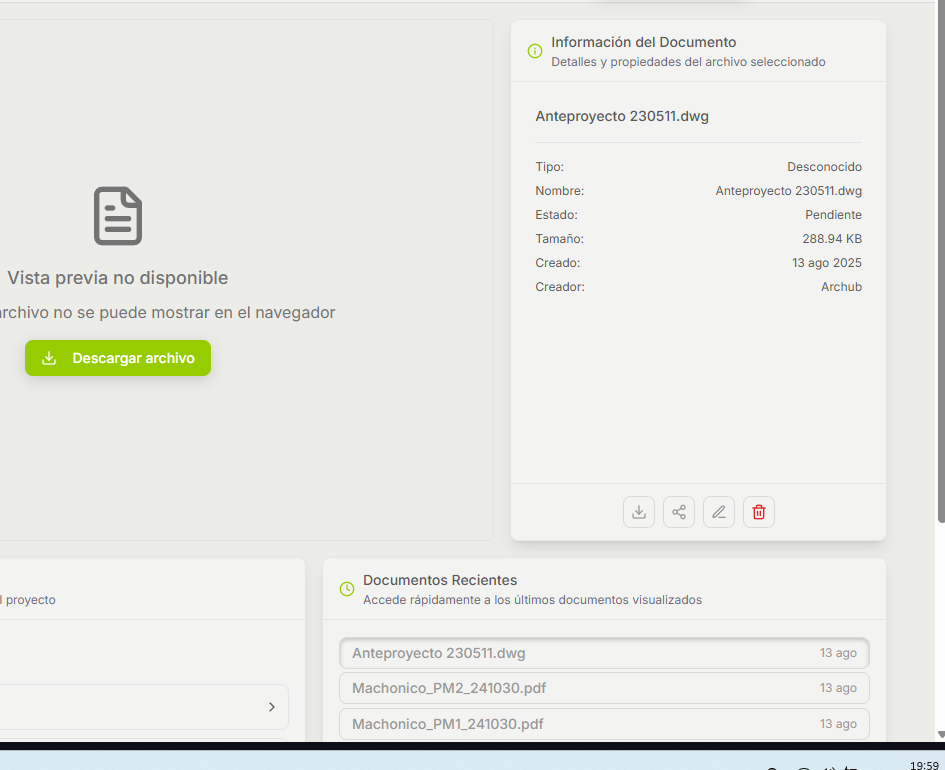 Información del Documento
Detalles y propiedades del archivo seleccionado
Anteproyecto 230511.dwg
Tipo: Desconocido
Nombre: Anteproyecto 230511.dwg
Estado: Pendiente
Tamaño: 288.94 KB
Creado: 13 ago 2025
Creador: Archub
Vista previa no disponible
archivo no se puede mostrar en el navegador
Descargar archivo
l proyecto
Documentos Recientes
Accede rápidamente a los últimos documentos visualizados
Anteproyecto 230511.dwg 13 ago
Machonico_PM2_241030.pdf 13 ago
Machonico_PM1_241030.pdf 13 ago
19:59